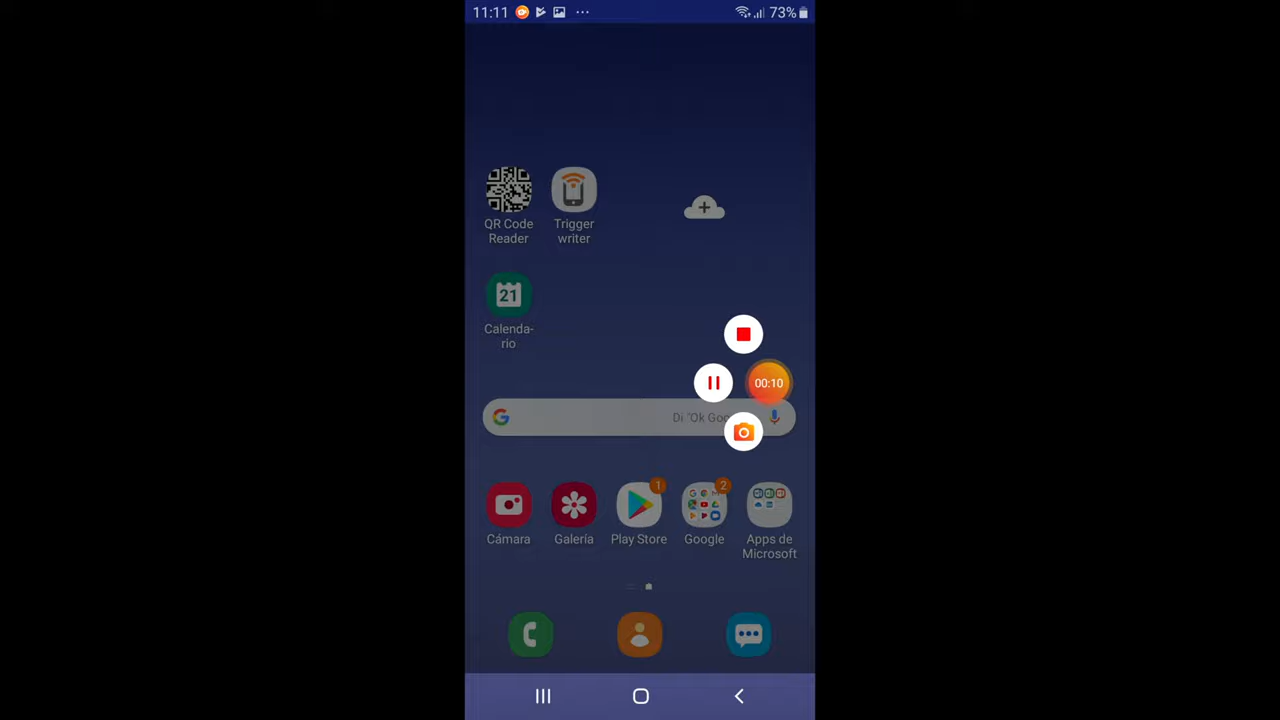 11:11
73%
QR Code
Reader
Trigger
writer
21
Calenda-
rio
00:10
Di "Ok Goo
1
2
Cámara
Galería
Play Store
Google
Apps de
Microsoft